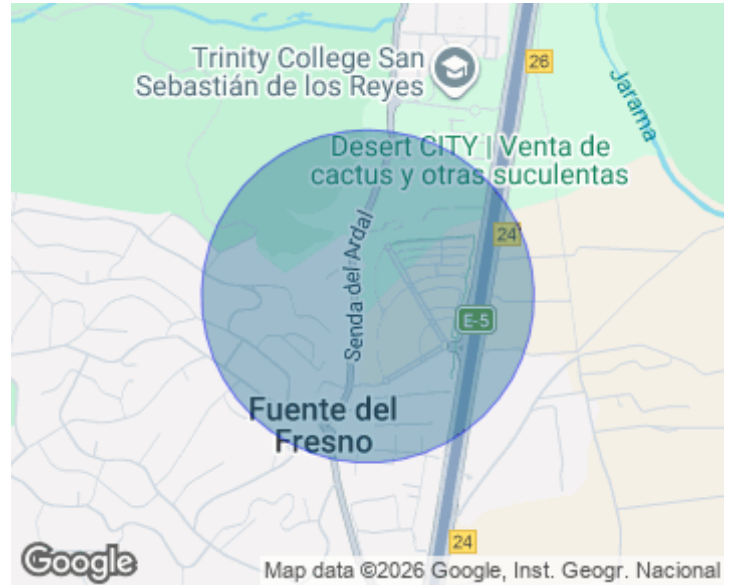 Trinity College San
Sebastián de los Reyes
26
Jarama
Desert CITY | Venta de
cactus y otras suculentas
Senda del Ardal
24
E-5
Fuente del
Fresno
24
Google
Map data ©2026 Google, Inst. Geogr. Nacional